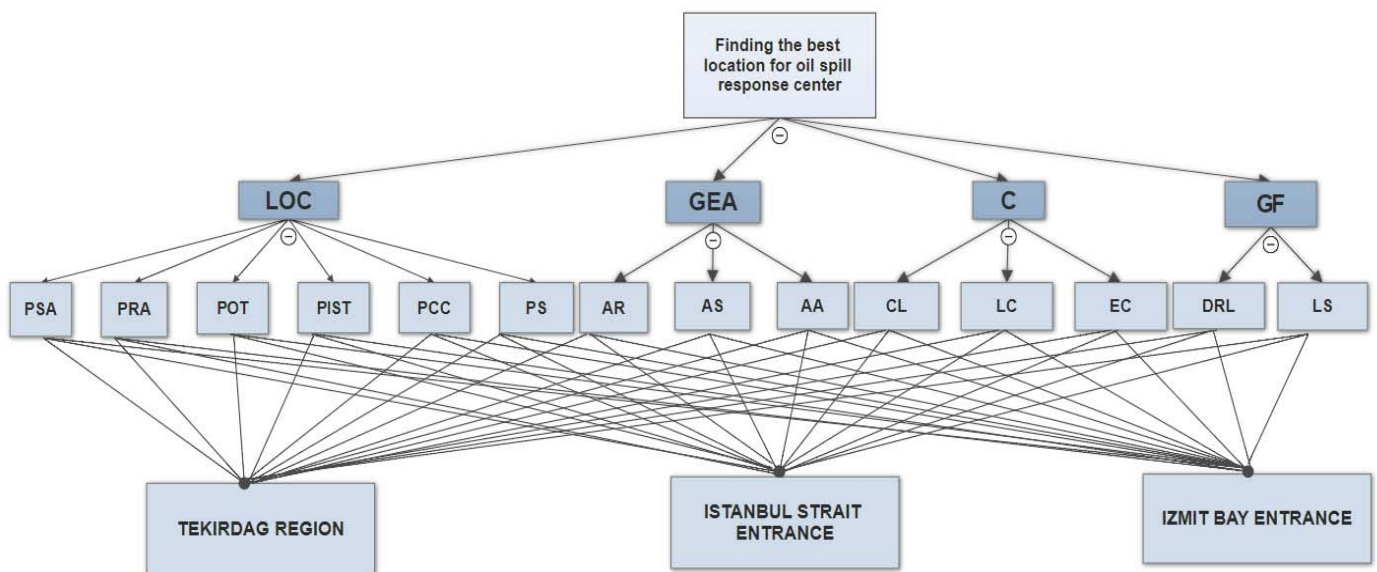 Finding the best
location for oil spill
response center
LOC
GEA
C
GF
PSA
PRA
POT
PIST
PCC
PS
AR
AS
AA
CL
LC
EC
DRL
LS
TEKIRDAG REGION
ISTANBUL STRAIT
ENTRANCE
IZMIT BAY ENTRANCE